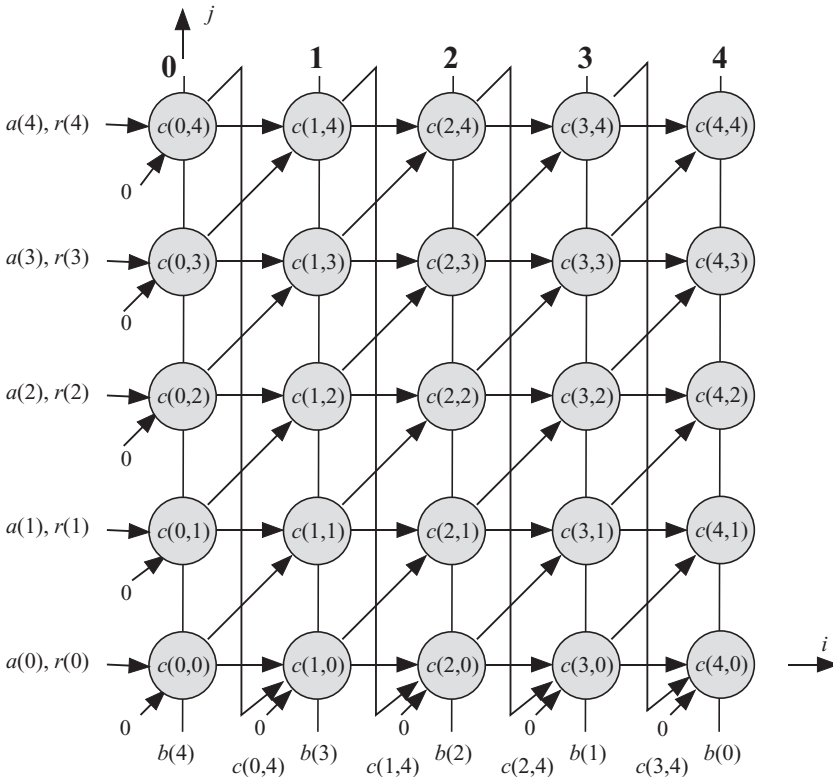 j
0 1 2 3 4
a(4), r(4) c(0,4) c(1,4) c(2,4) c(3,4) c(4,4)
0
a(3), r(3) c(0,3) c(1,3) c(2,3) c(3,3) c(4,3)
0
a(2), r(2) c(0,2) c(1,2) c(2,2) c(3,2) c(4,2)
0
a(1), r(1) c(0,1) c(1,1) c(2,1) c(3,1) c(4,1)
0
i
a(0), r(0) c(0,0) c(1,0) c(2,0) c(3,0) c(4,0)
0 0 0 0 0
b(4) b(3) b(2) b(1) b(0)
c(0,4) c(1,4) c(2,4) c(3,4)